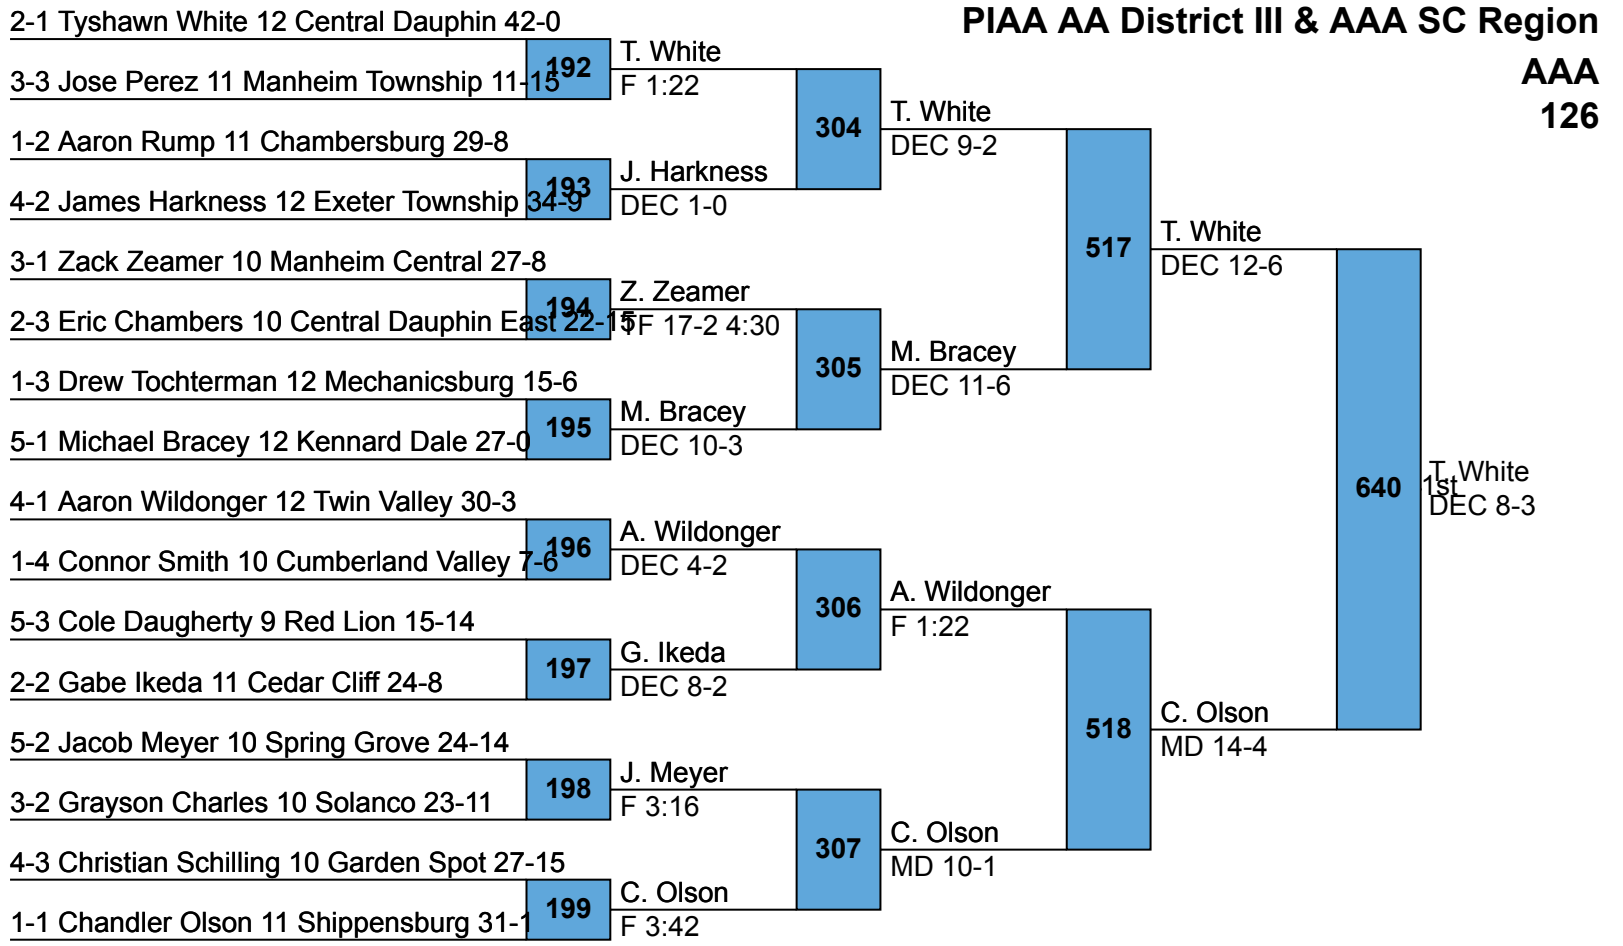 PIAA AA District III & AAA SC Region
AAA
126
2-1 Tyshawn White 12 Central Dauphin 42-0
192
3-3 Jose Perez 11 Manheim Township 11-15
T. White
F 1:22
1-2 Aaron Rump 11 Chambersburg 29-8
193
4-2 James Harkness 12 Exeter Township 34-9
J. Harkness
DEC 1-0
3-1 Zack Zeamer 10 Manheim Central 27-8
194
2-3 Eric Chambers 10 Central Dauphin East 22-15
Z. Zeamer
TF 17-2 4:30
1-3 Drew Tochterman 12 Mechanicsburg 15-6
195
5-1 Michael Bracey 12 Kennard Dale 27-0
M. Bracey
DEC 10-3
4-1 Aaron Wildonger 12 Twin Valley 30-3
196
1-4 Connor Smith 10 Cumberland Valley 7-6
A. Wildonger
DEC 4-2
5-3 Cole Daugherty 9 Red Lion 15-14
197
2-2 Gabe Ikeda 11 Cedar Cliff 24-8
G. Ikeda
DEC 8-2
5-2 Jacob Meyer 10 Spring Grove 24-14
198
3-2 Grayson Charles 10 Solanco 23-11
J. Meyer
F 3:16
4-3 Christian Schilling 10 Garden Spot 27-15
199
1-1 Chandler Olson 11 Shippensburg 31-1
C. Olson
F 3:42
304
T. White
DEC 9-2
305
M. Bracey
DEC 11-6
306
A. Wildonger
F 1:22
307
C. Olson
MD 10-1
517
T. White
DEC 12-6
518
C. Olson
MD 14-4
640
1st
T. White
DEC 8-3